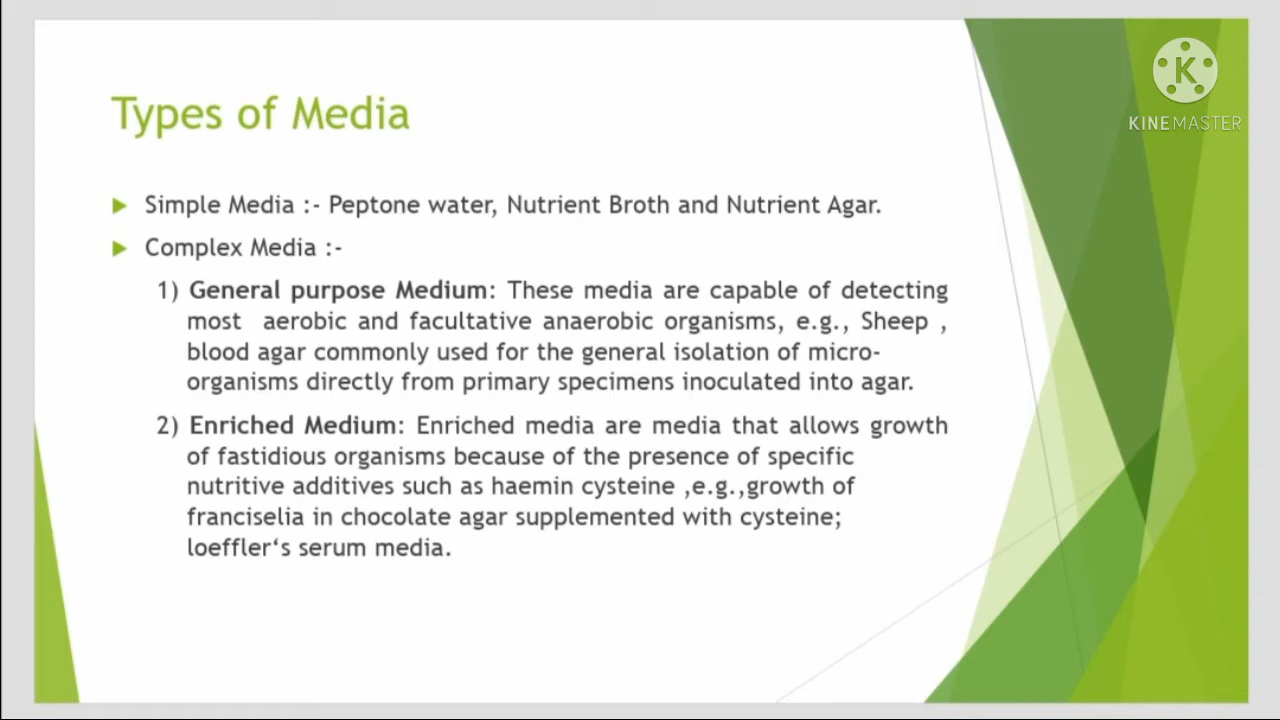 K
KINEMASTER
Types of Media
Simple Media :- Peptone water, Nutrient Broth and Nutrient Agar.
Complex Media :-
1) General purpose Medium: These media are capable of detecting
most aerobic and facultative anaerobic organisms, e.g., Sheep ,
blood agar commonly used for the general isolation of micro-
organisms directly from primary specimens inoculated into agar.
2) Enriched Medium: Enriched media are media that allows growth
of fastidious organisms because of the presence of specific
nutritive additives such as haemin cysteine ,e.g.,growth of
franciselia in chocolate agar supplemented with cysteine;
loeffler‘s serum media.